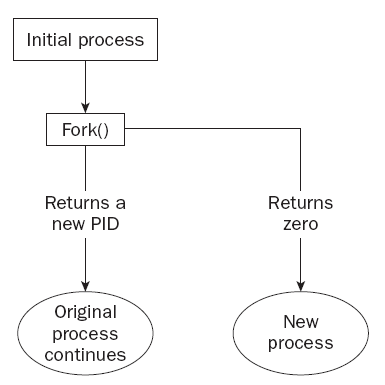 Initial process
Fork()
Returns a
new PID
Returns
zero
Original
process
continues
New
process